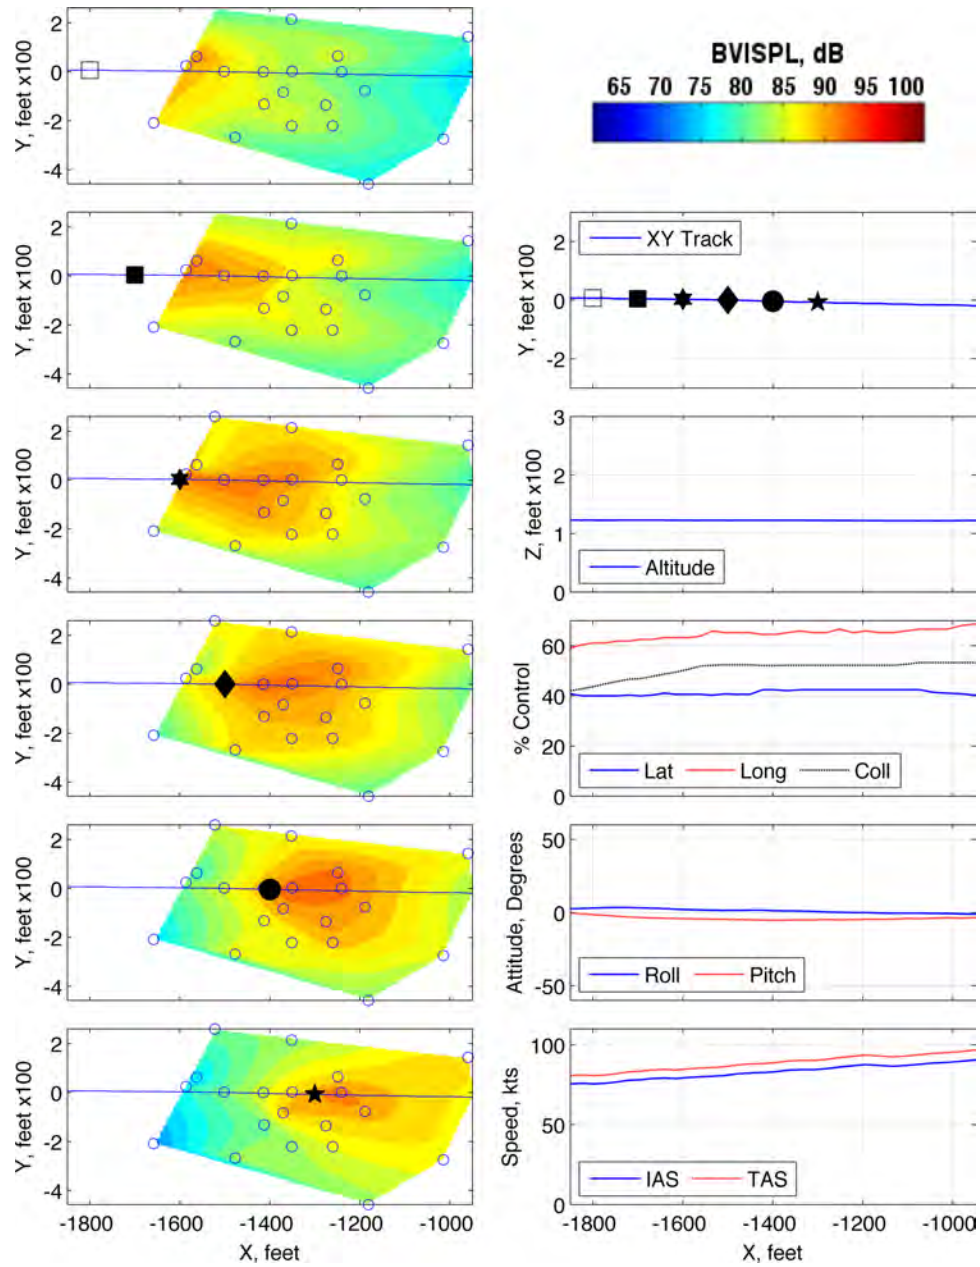 BVISPL, dB
65 70 75 80 85 90 95 100
2
0
-2
-4
Y, feet x100
2
0
-2
-4
Y, feet x100
XY Track
2
0
-2
Y, feet x100
2
0
-2
-4
Y, feet x100
3
2
1
0
Z, feet x100
Altitude
2
0
-2
-4
Y, feet x100
60
40
20
0
% Control
Lat Long Coll
2
0
-2
-4
Y, feet x100
50
0
-50
Attitude, Degrees
Roll Pitch
2
0
-2
-4
Y, feet x100
100
50
0
Speed, kts
IAS TAS
-1800 -1600 -1400 -1200 -1000
X, feet
-1800 -1600 -1400 -1200 -1000
X, feet